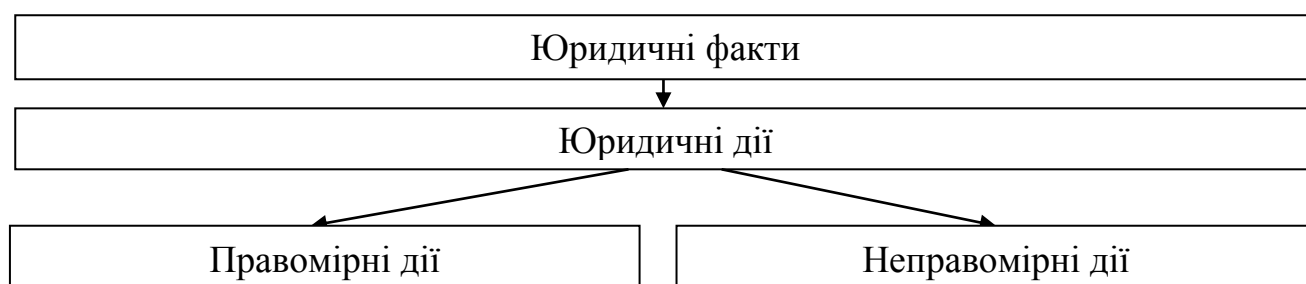 Юридичні факти
Юридичні дії
Правомірні дії
Неправомірні дії